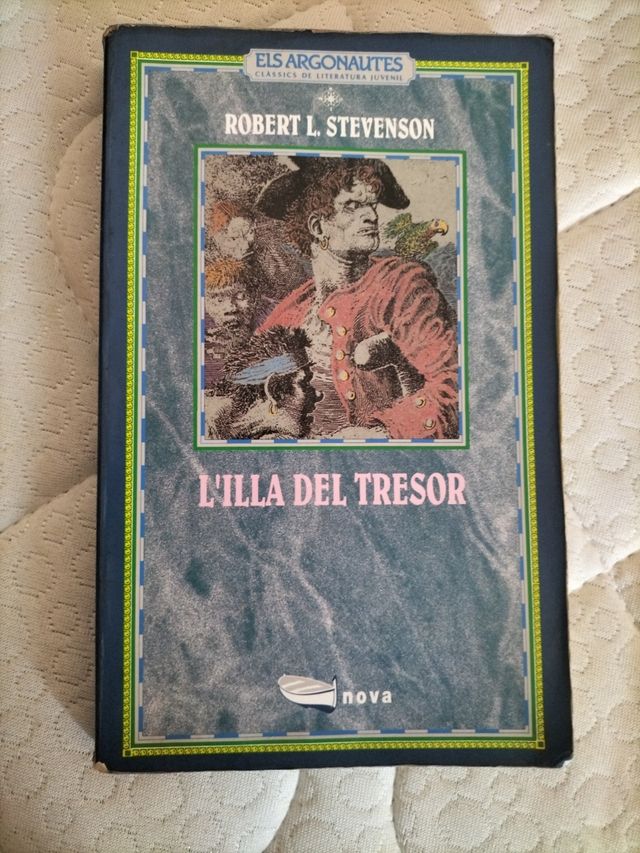 ELS ARGONAUTES
CLÀSSICS DE LITERATURA JUVENIL
ROBERT L. STEVENSON
L'ILLA DEL TRESOR
nova